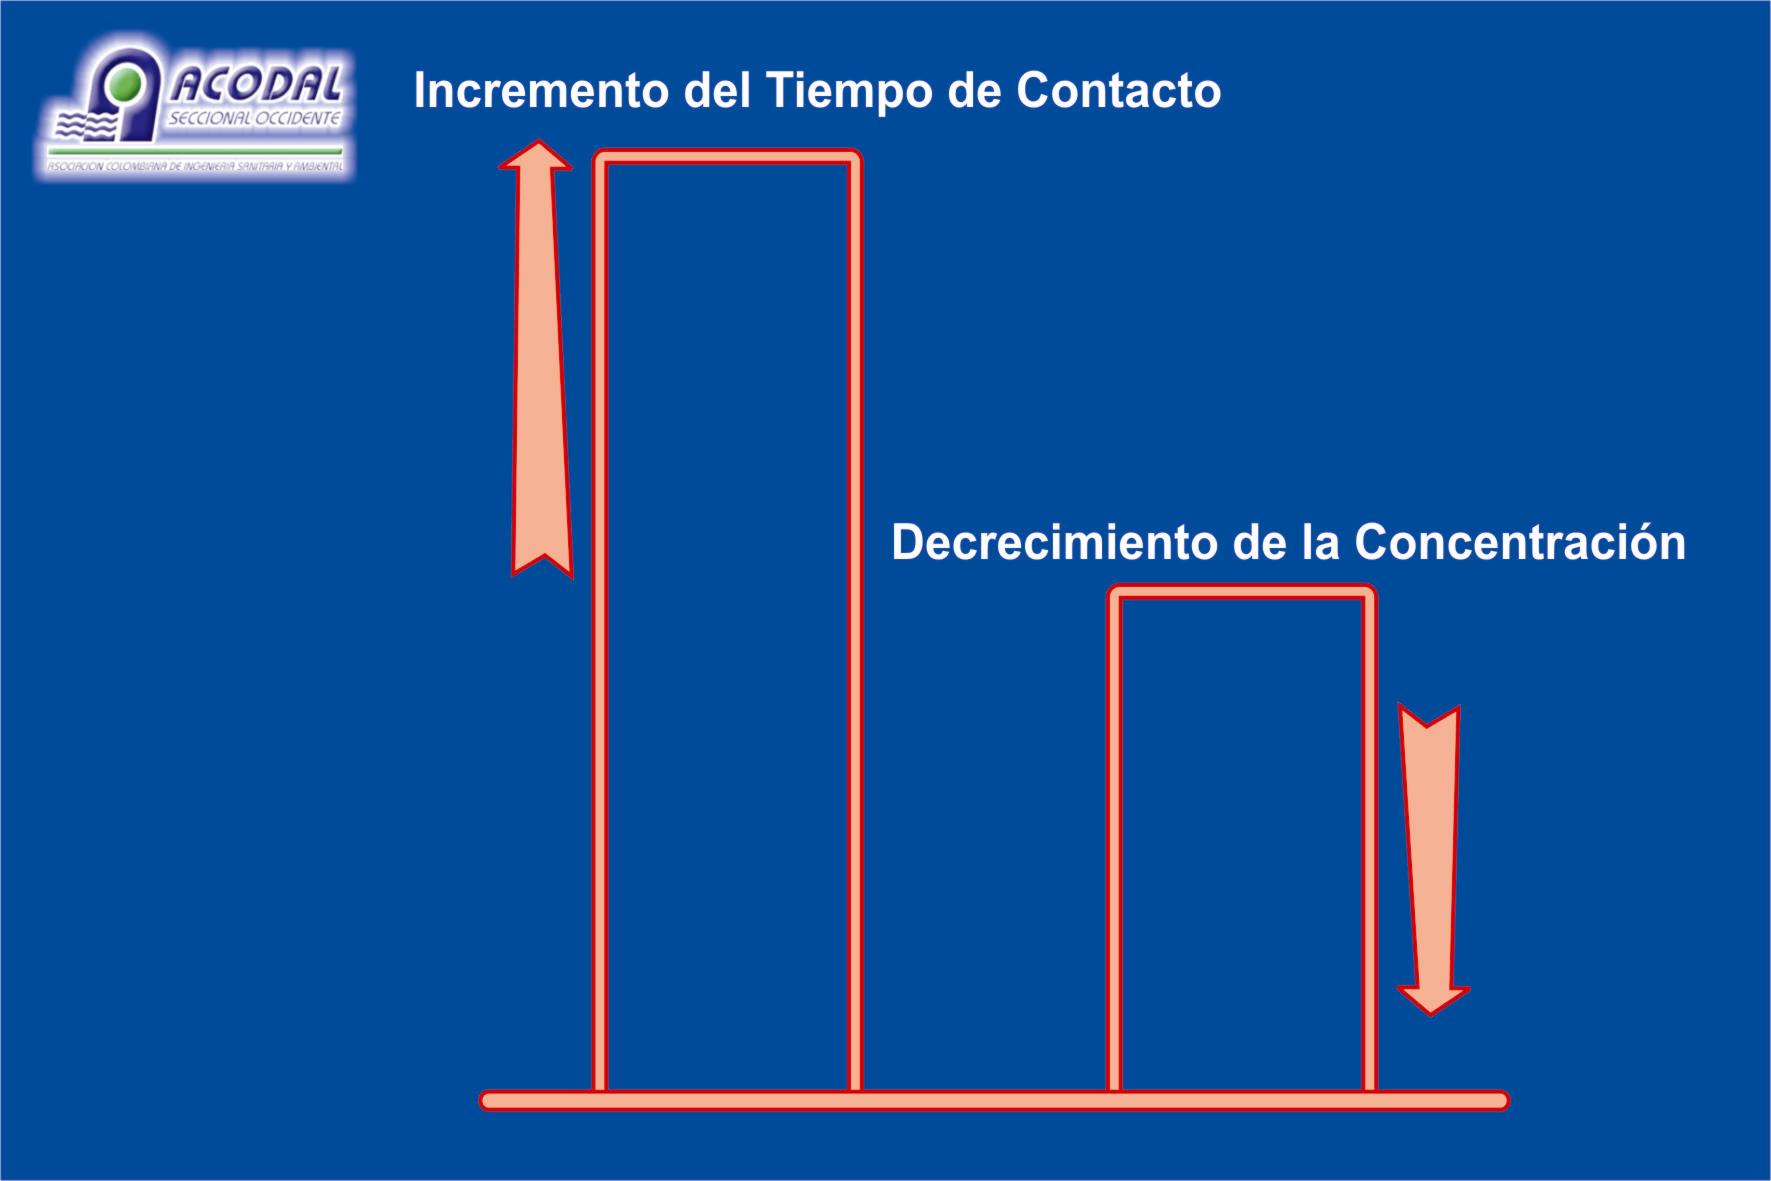 ACODAL
SECCIONAL OCCIDENTE
ASOCIACION COLOMBIANA DE INGENIERIA SANITARIA Y AMBIENTAL
Incremento del Tiempo de Contacto
Decrecimiento de la Concentración